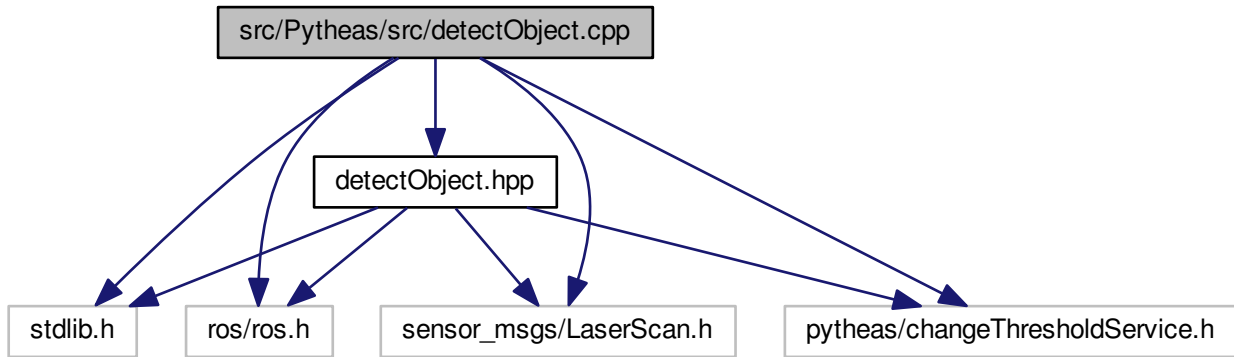 src/Pytheas/src/detectObject.cpp
detectObject.hpp
stdlib.h
ros/ros.h
sensor_msgs/LaserScan.h
pytheas/changeThresholdService.h